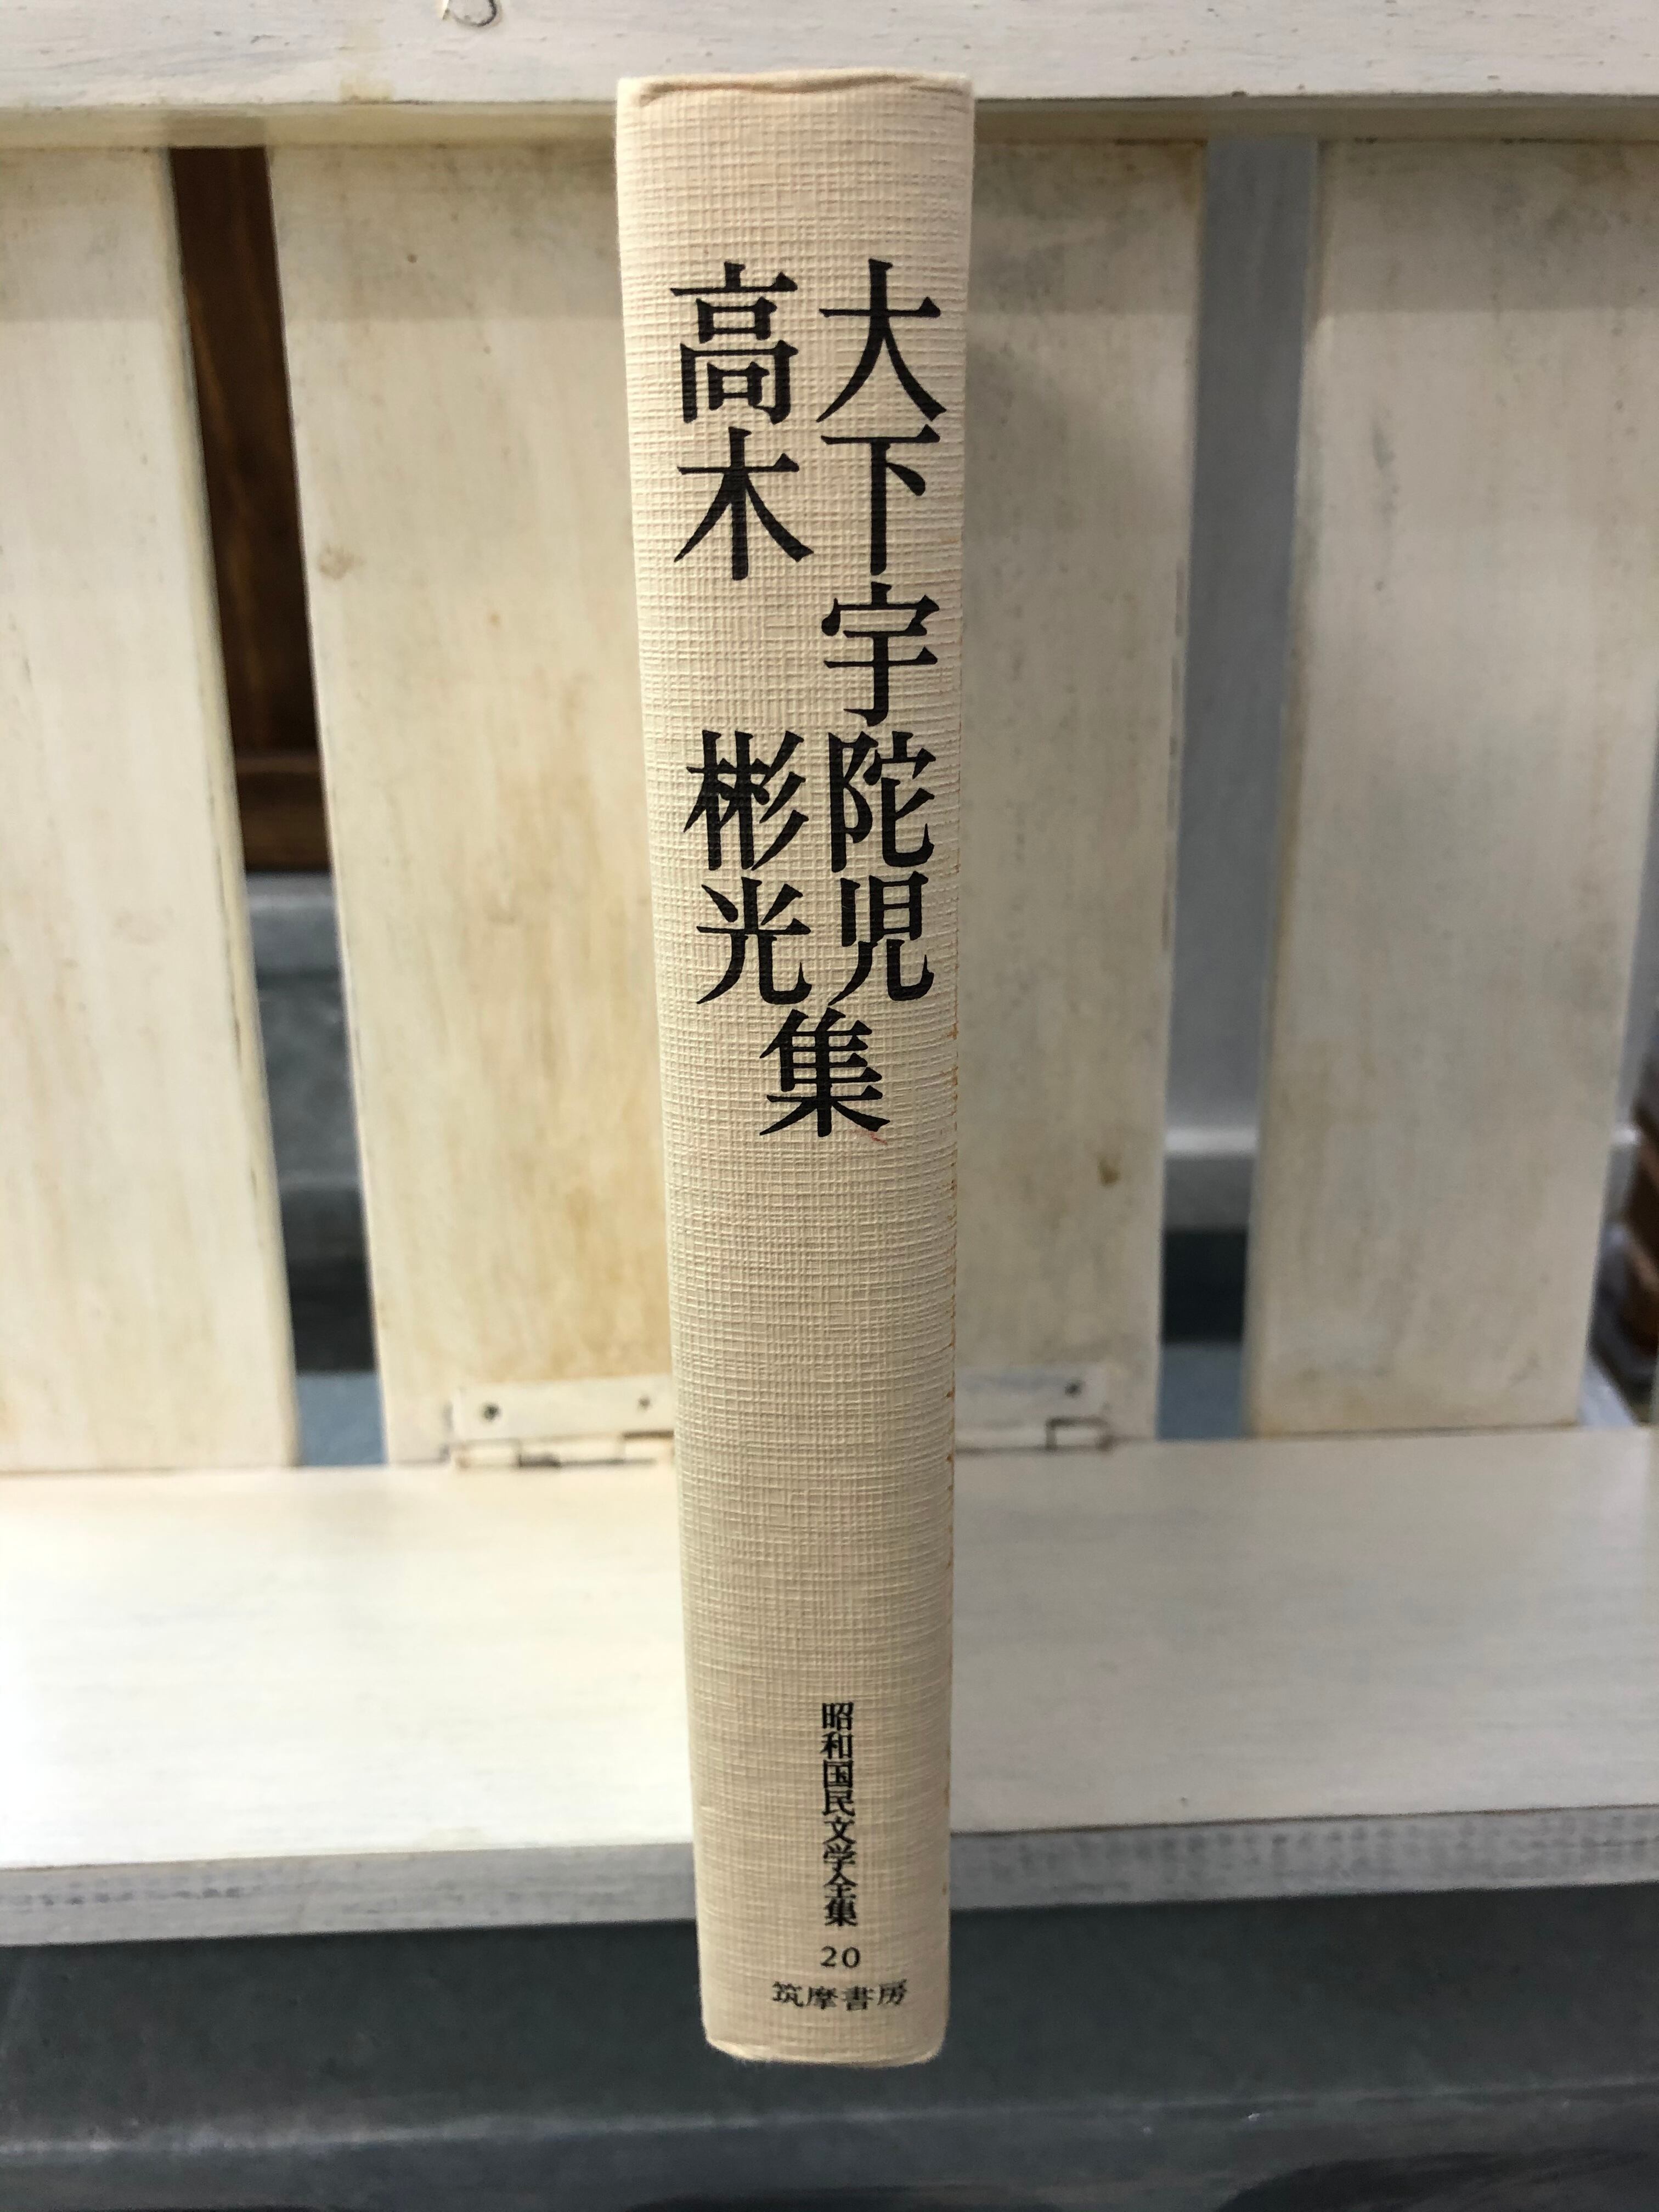 大下宇陀児
高木彬光
集
昭和国民文学全集
20
筑摩書房